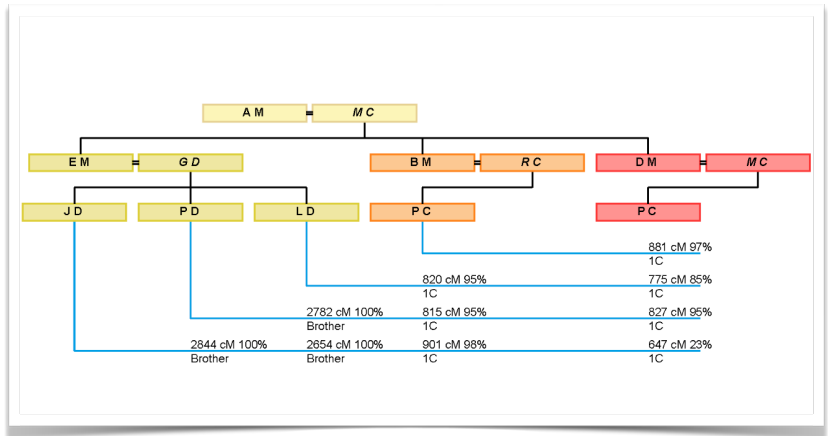 A M = M C
E M = G D B M = R C D M = M C
J D P D L D P C P C
881 cM 97%
1C
820 cM 95% 775 cM 85%
1C 1C
2782 cM 100% 815 cM 95% 827 cM 95%
Brother 1C 1C
2844 cM 100% 2654 cM 100% 901 cM 98% 647 cM 23%
Brother Brother 1C 1C